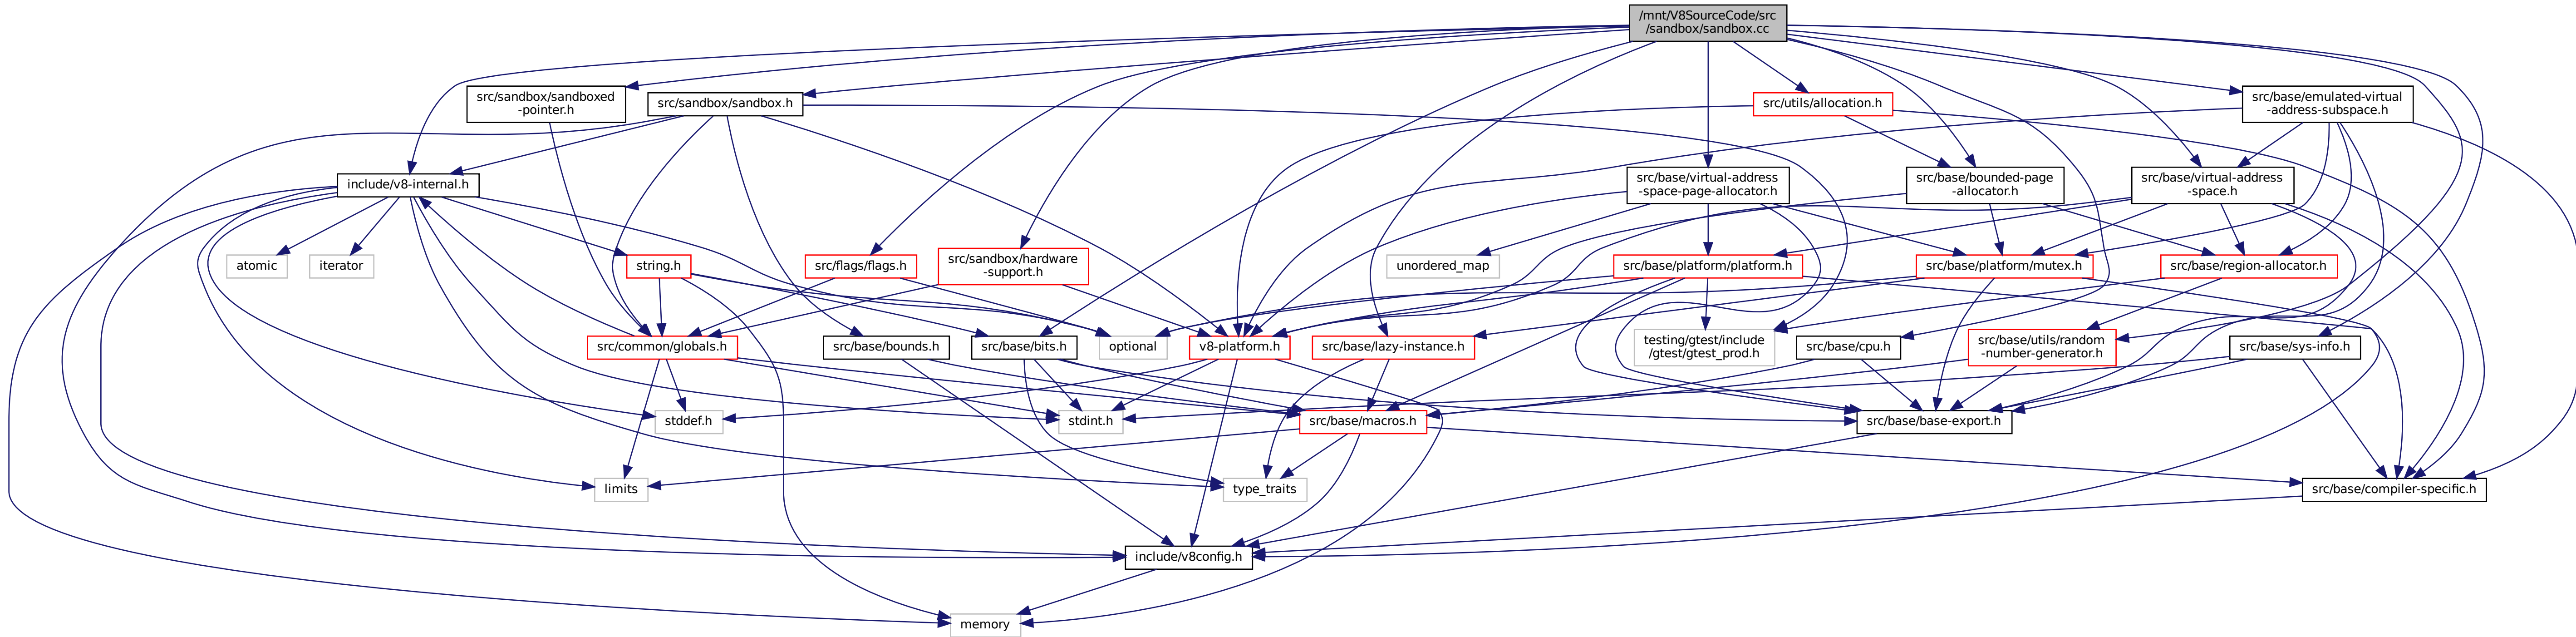 /mnt/V8SourceCode/src
/sandbox/sandbox.cc
src/sandbox/sandboxed
-pointer.h
src/sandbox/sandbox.h
src/utils/allocation.h
src/base/emulated-virtual
-address-subspace.h
include/v8-internal.h
src/base/virtual-address
-space-page-allocator.h
src/base/bounded-page
-allocator.h
src/base/virtual-address
-space.h
atomic
iterator
string.h
src/flags/flags.h
src/sandbox/hardware
-support.h
unordered_map
src/base/platform/platform.h
src/base/platform/mutex.h
src/base/region-allocator.h
src/common/globals.h
src/base/bounds.h
src/base/bits.h
optional
v8-platform.h
src/base/lazy-instance.h
testing/gtest/include
/gtest/gtest_prod.h
src/base/cpu.h
src/base/utils/random
-number-generator.h
src/base/sys-info.h
stddef.h
stdint.h
src/base/macros.h
src/base/base-export.h
limits
type_traits
src/base/compiler-specific.h
include/v8config.h
memory